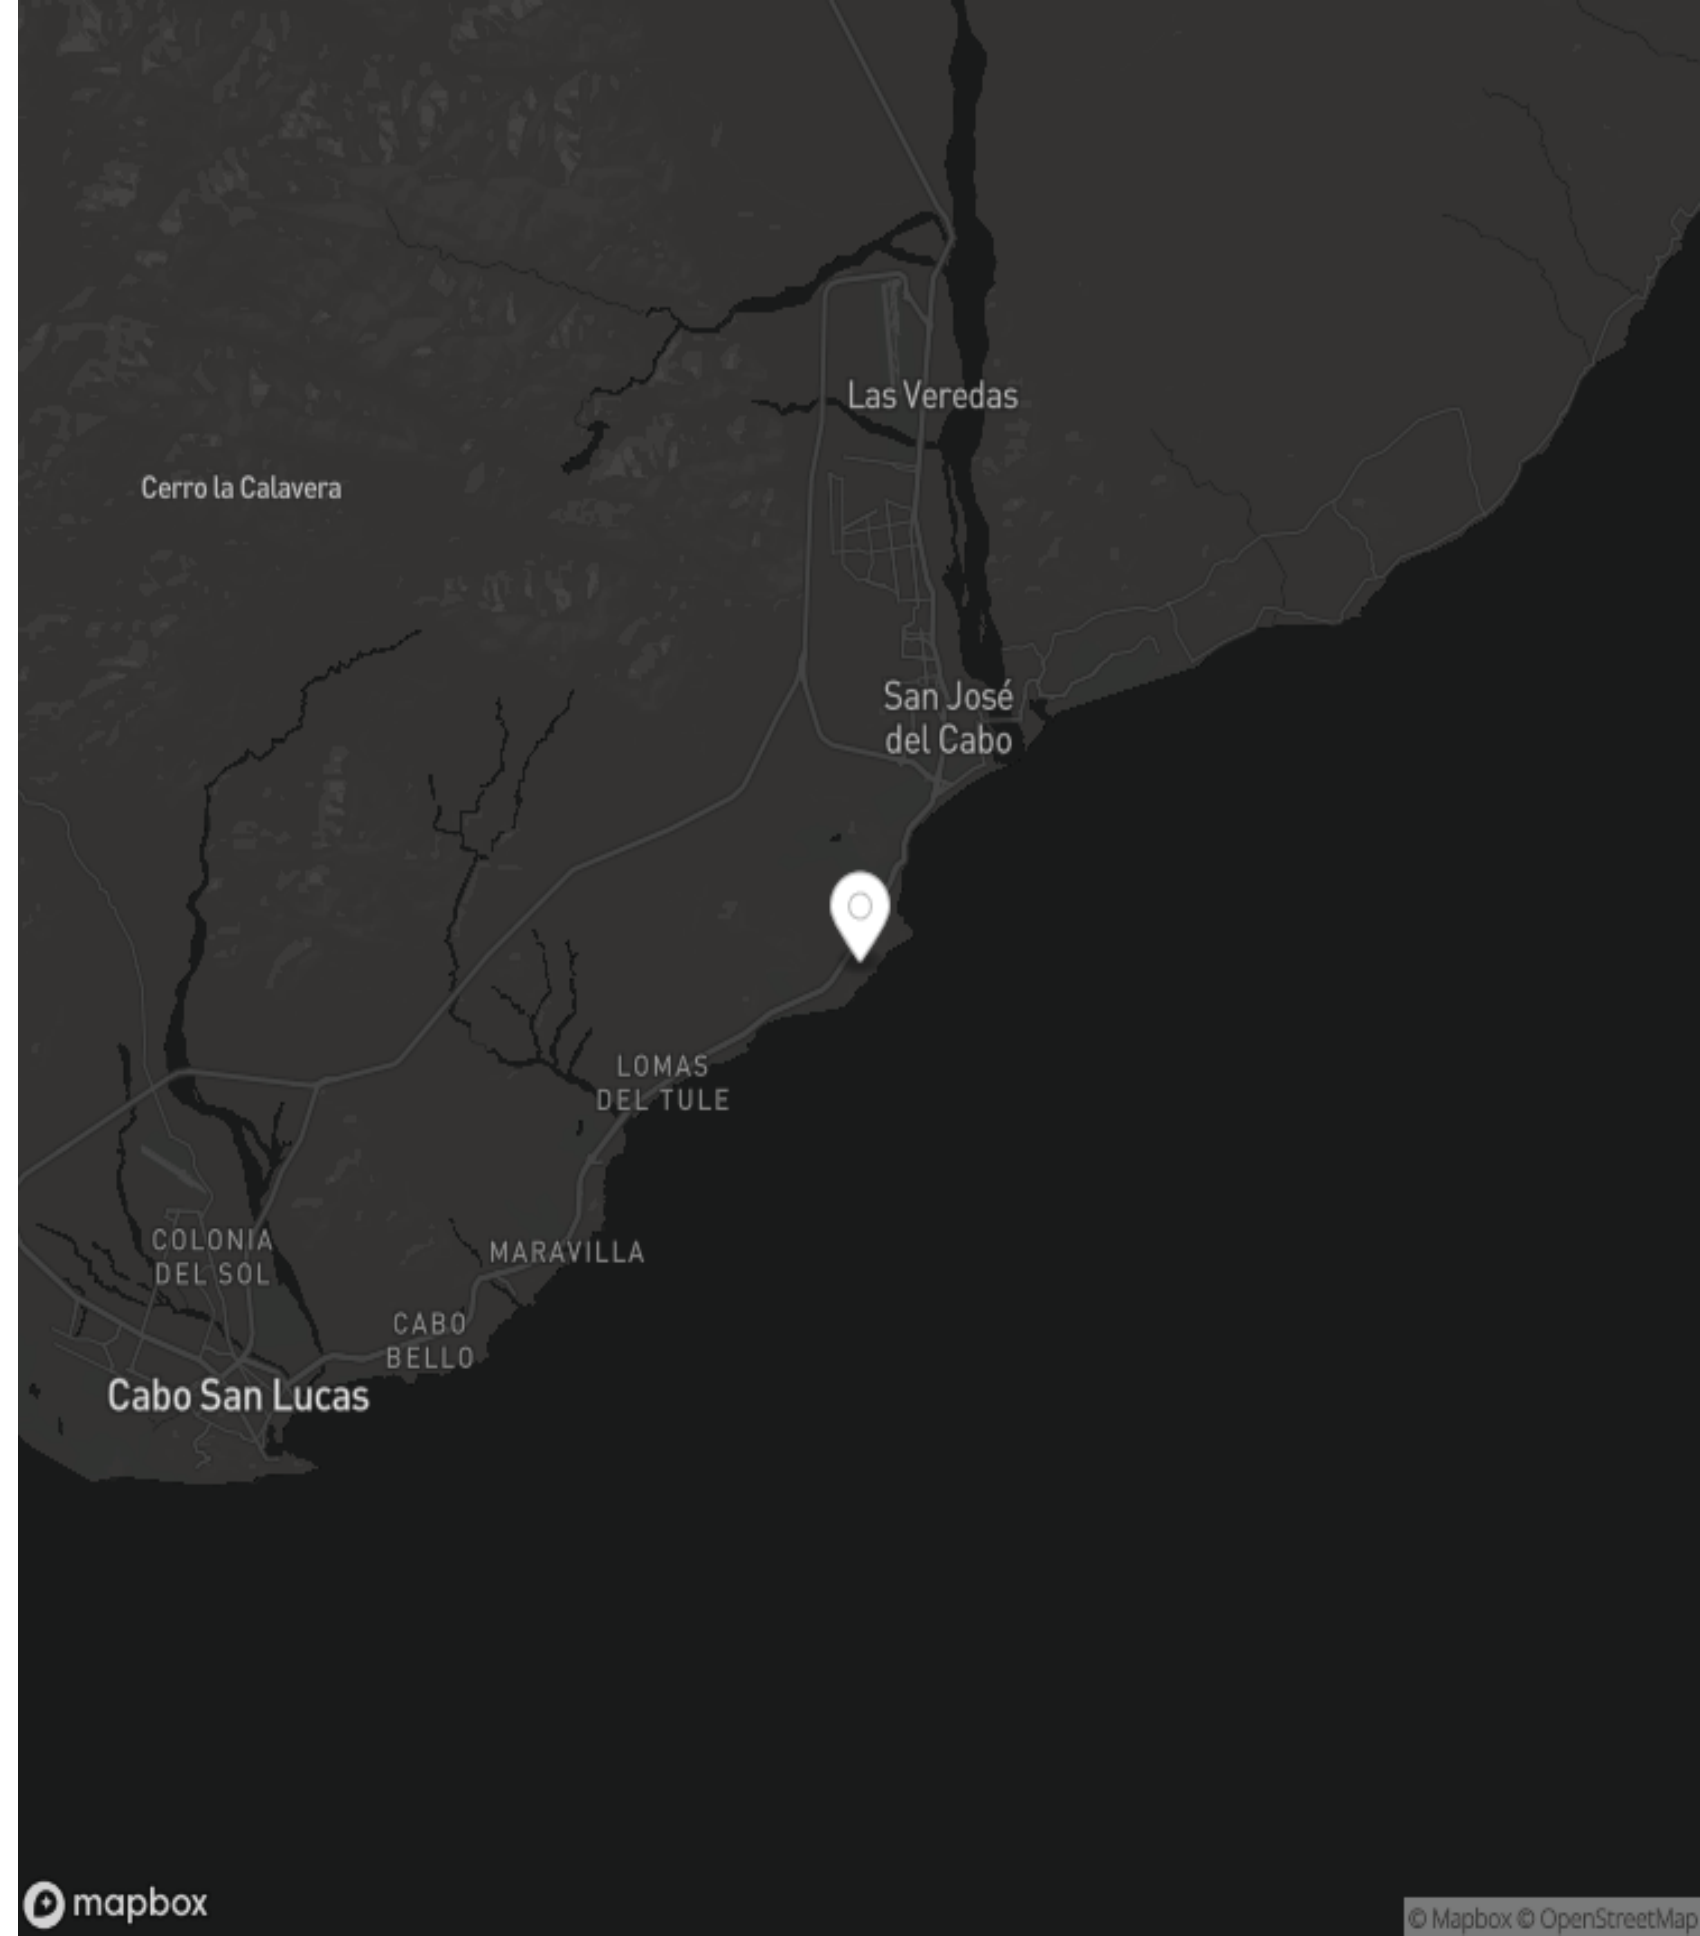 Las Veredas
Cerro la Calavera
San José
del Cabo
LOMAS
DEL TULE
COLONIA
DEL SOL
MARAVILLA
CABO
BELLO
Cabo San Lucas
mapbox
© Mapbox © OpenStreetMap